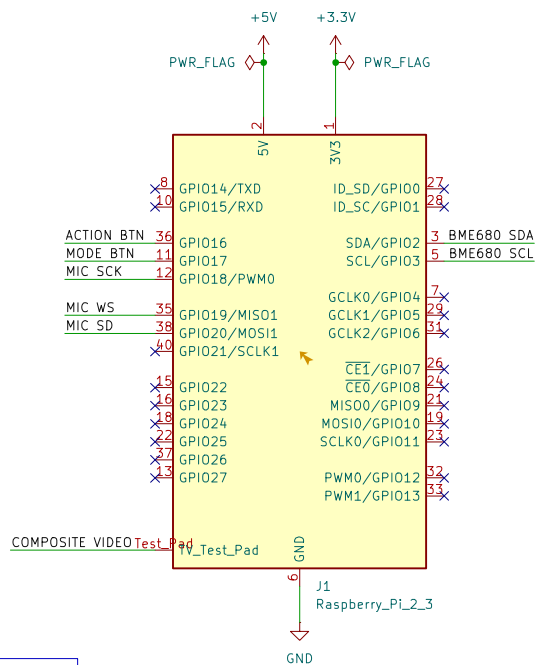 +5V +3.3V
PWR_FLAG PWR_FLAG
2 1
5V 3V3
8 GPIO14/TXD ID_SD/GPIO0 27
10 GPIO15/RXD ID_SC/GPIO1 28
ACTION BTN 36 GPIO16 SDA/GPIO2 3 BME680 SDA
MODE BTN 11 GPIO17 SCL/GPIO3 5 BME680 SCL
MIC SCK 12 GPIO18/PWM0
GCLK0/GPIO4 7
MIC WS 35 GPIO19/MISO1 GCLK1/GPIO5 29
MIC SD 38 GPIO20/MOSI1 GCLK2/GPIO6 31
40 GPIO21/SCLK1
CE1/GPIO7 26
15 GPIO22 CE0/GPIO8 24
16 GPIO23 MISO0/GPIO9 21
18 GPIO24 MOSI0/GPIO10 19
22 GPIO25 SCLK0/GPIO11 23
37 GPIO26
13 GPIO27 PWM0/GPIO12 32
PWM1/GPIO13 33
COMPOSITE VIDEO Test_Pad TV_Test_Pad
GND
6 J1
Raspberry_Pi_2_3
GND